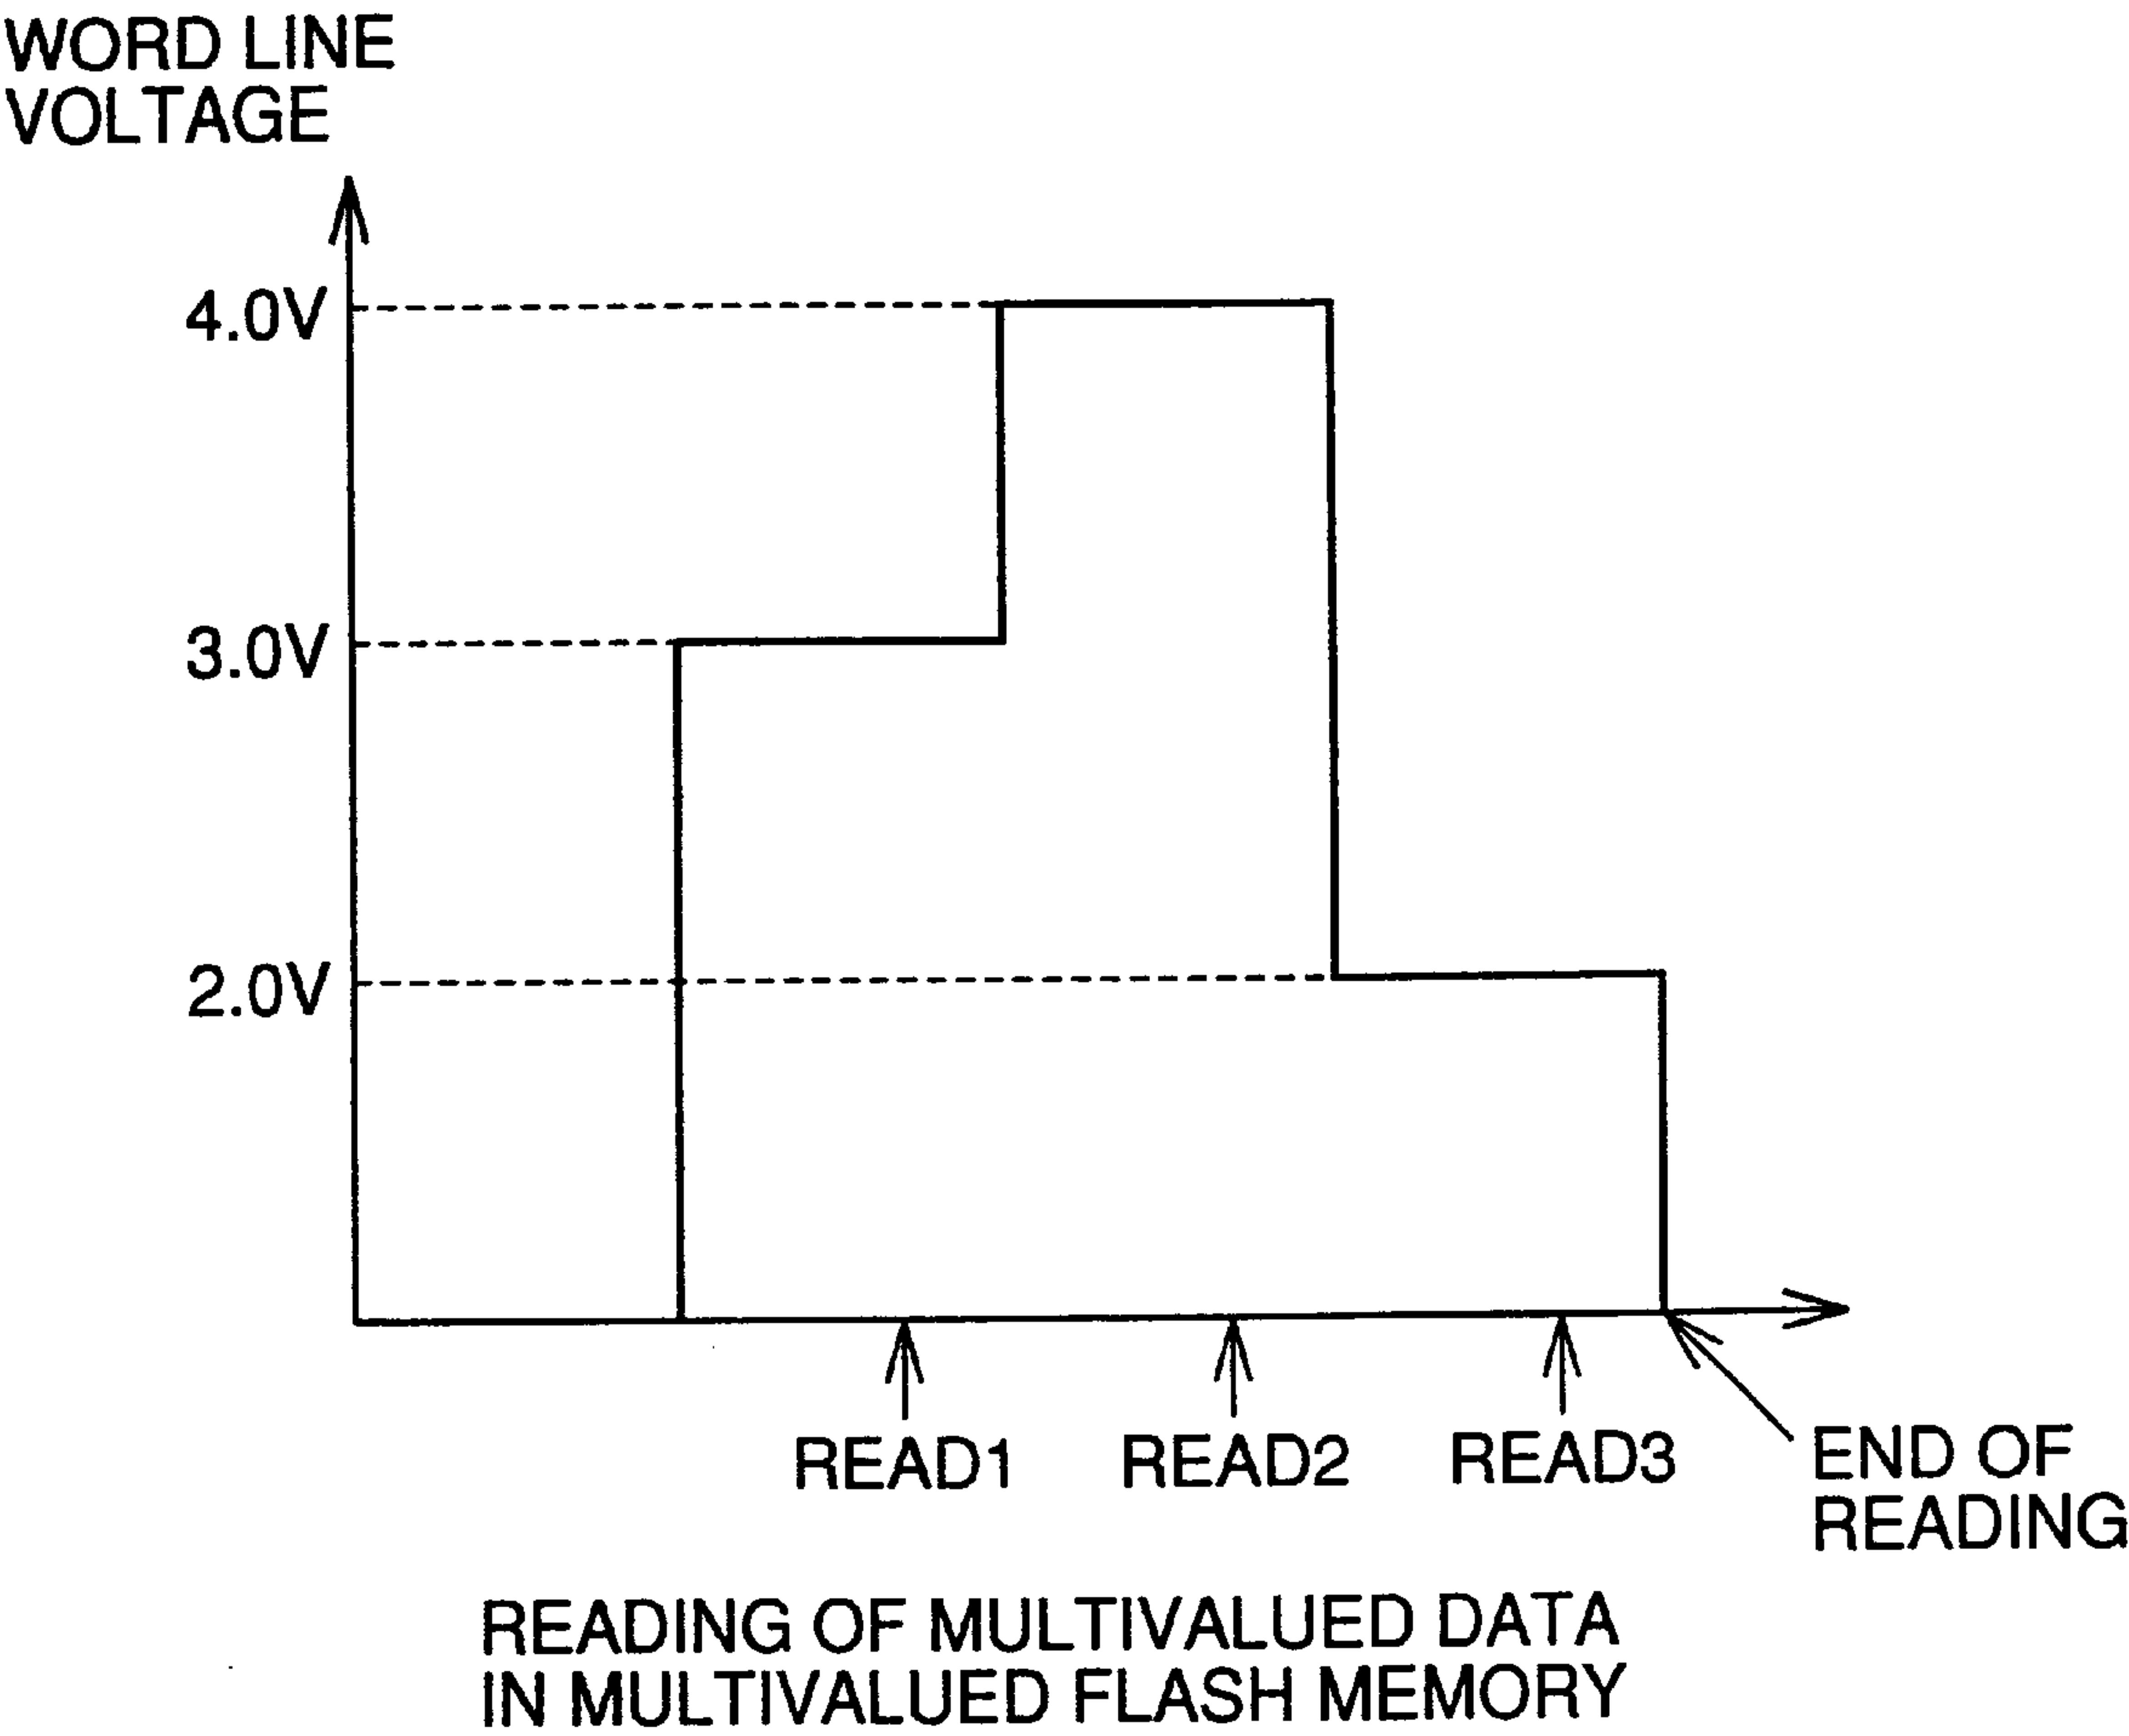 WORD LINE
VOLTAGE
4.0V
3.0V
2.0V
READ1
READ2
READ3
END OF
READING
READING OF MULTIVALUED DATA
IN MULTIVALUED FLASH MEMORY